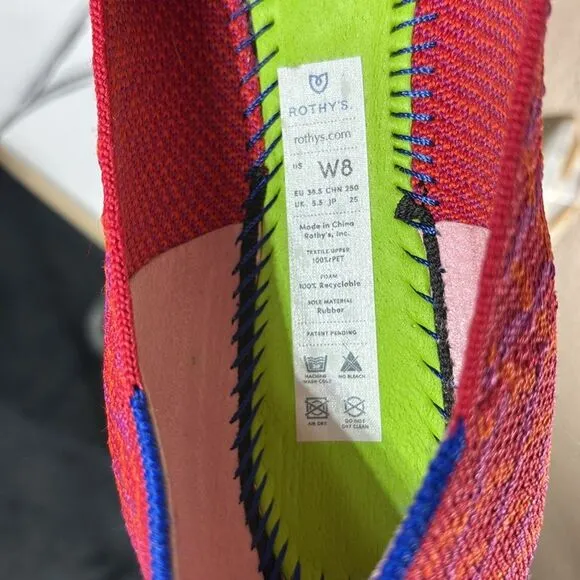 ROTHY'S.
rothys.com
US W8
EU 38.5 CHN 250
UK 5.5 JP 25
Made in China
Rothy's, Inc.
TEXTILE UPPER
100% rPET
FOAM
100% Recyclable
SOLE MATERIAL
Rubber
PATENT PENDING
MACHINE WASH COLD NO BLEACH
AIR DRY DO NOT DRY CLEAN